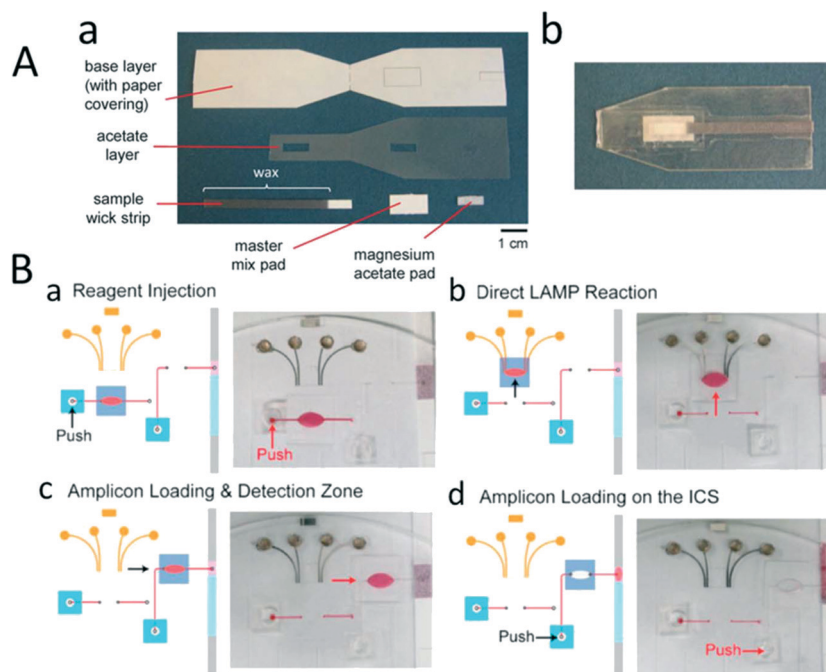 A
a
b
base layer
(with paper
covering)
acetate
layer
wax
sample
wick strip
master
mix pad
magnesium
acetate pad
1 cm
B
a Reagent Injection
b Direct LAMP Reaction
Push
Push
c Amplicon Loading & Detection Zone
d Amplicon Loading on the ICS
Push
Push